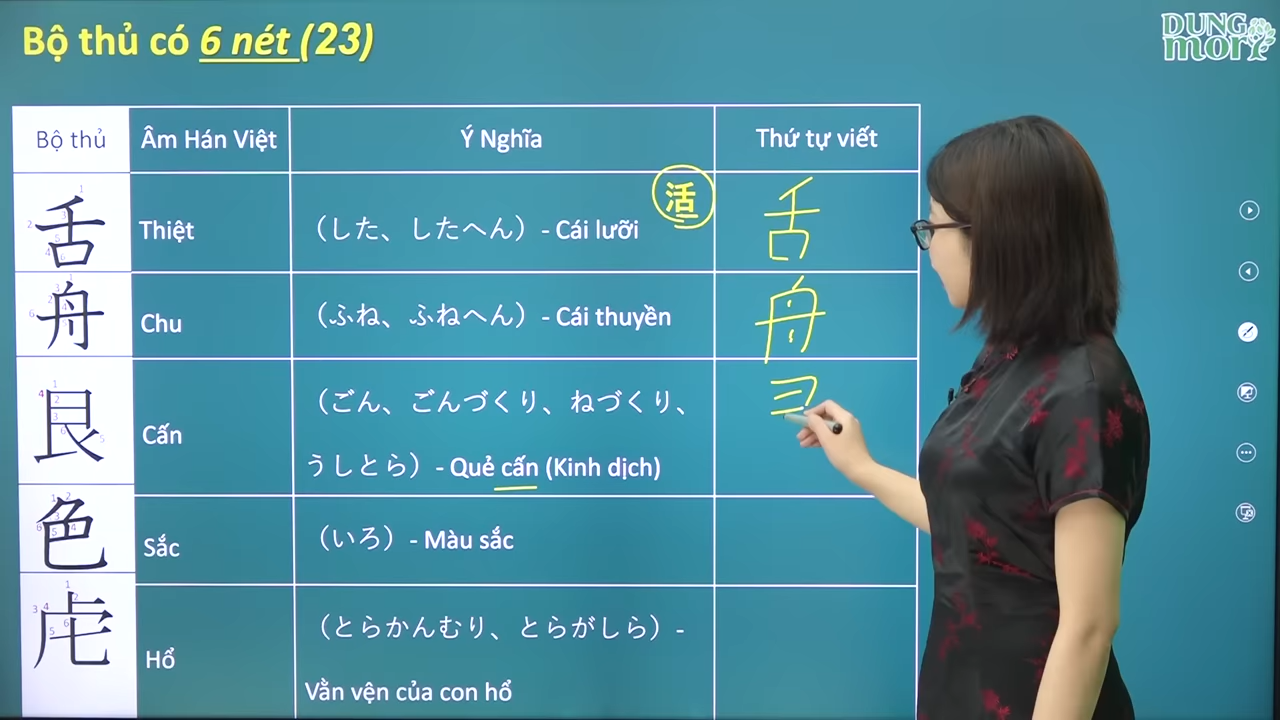 Bộ thủ có 6 nét (23)
DUNG
mori
Bộ thủ Âm Hán Việt Ý Nghĩa Thứ tự viết
舌 Thiệt （した、したへん）- Cái lưỡi 活 舌
舟 Chu （ふね、ふねへん）- Cái thuyền 舟
艮 Cấn （ごん、ごんづくり、ねづくり、
うしとら）- Quẻ cấn (Kinh dịch)
色 Sắc （いろ）- Màu sắc
虍 Hổ （とらかんむり、とらがしら）-
Vằn vện của con hổ